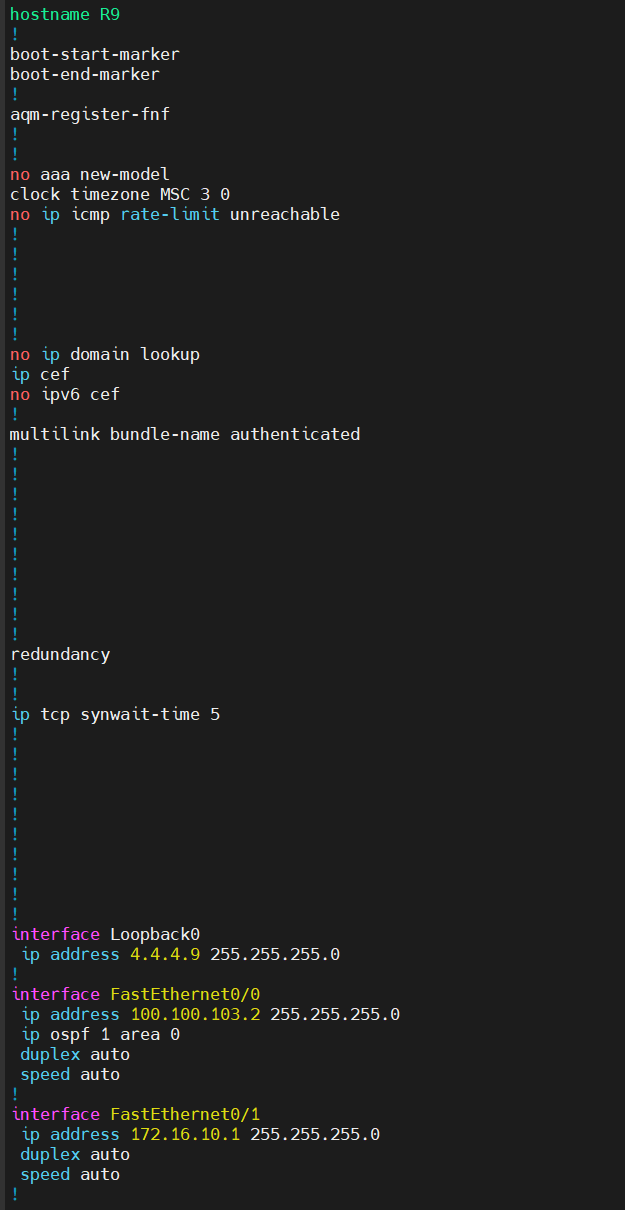 hostname R9
!
boot-start-marker
boot-end-marker
!
aqm-register-fnf
!
!
no aaa new-model
clock timezone MSC 3 0
no ip icmp rate-limit unreachable
!
!
!
!
!
!
no ip domain lookup
ip cef
no ipv6 cef
!
multilink bundle-name authenticated
!
!
!
!
!
!
!
!
!
!
redundancy
!
!
ip tcp synwait-time 5
!
!
!
!
!
!
!
!
!
!
interface Loopback0
 ip address 4.4.4.9 255.255.255.0
!
interface FastEthernet0/0
 ip address 100.100.103.2 255.255.255.0
 ip ospf 1 area 0
 duplex auto
 speed auto
!
interface FastEthernet0/1
 ip address 172.16.10.1 255.255.255.0
 duplex auto
 speed auto
!